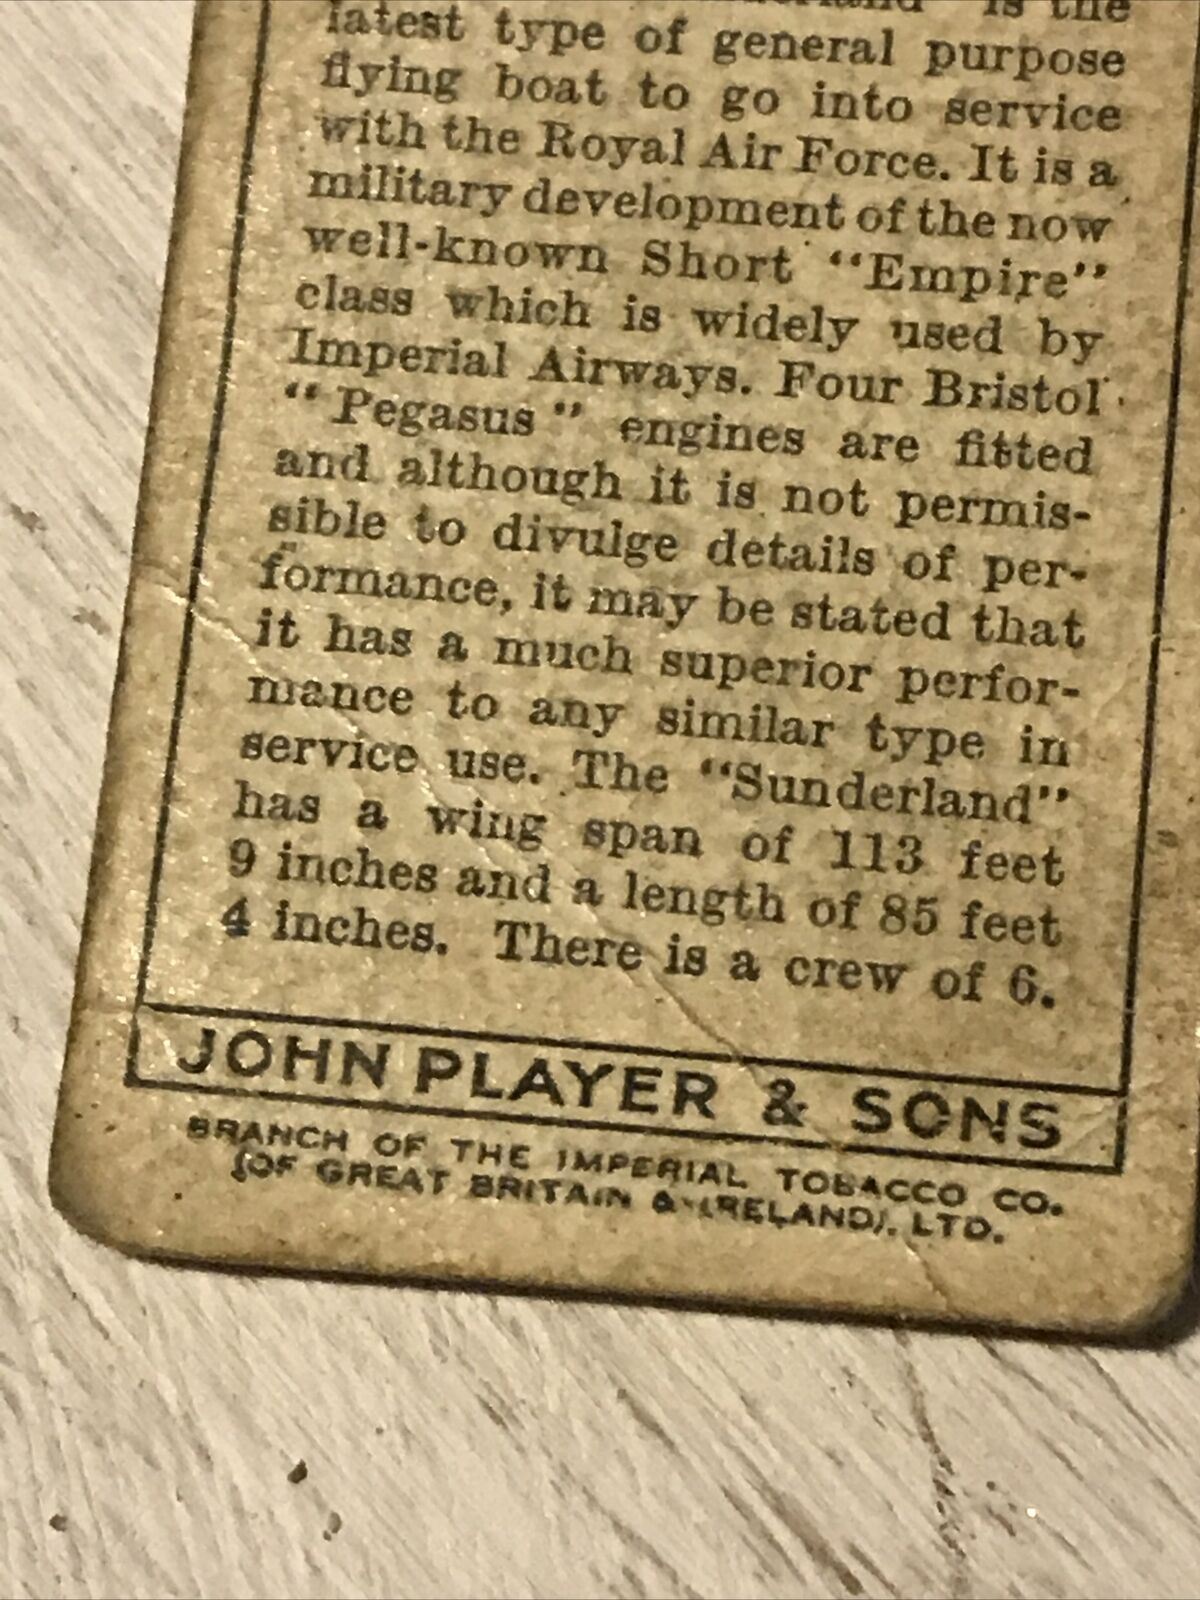 is the
latest type of general purpose
flying boat to go into service
with the Royal Air Force. It is a
military development of the now
well-known Short "Empire"
class which is widely used by
Imperial Airways. Four Bristol
"Pegasus" engines are fitted
and although it is not permis-
sible to divulge details of per-
formance, it may be stated that
it has a much superior perfor-
mance to any similar type in
service use. The "Sunderland"
has a wing span of 113 feet
9 inches and a length of 85 feet
4 inches. There is a crew of 6.
JOHN PLAYER & SONS
BRANCH OF THE IMPERIAL TOBACCO CO.
(OF GREAT BRITAIN & IRELAND), LTD.